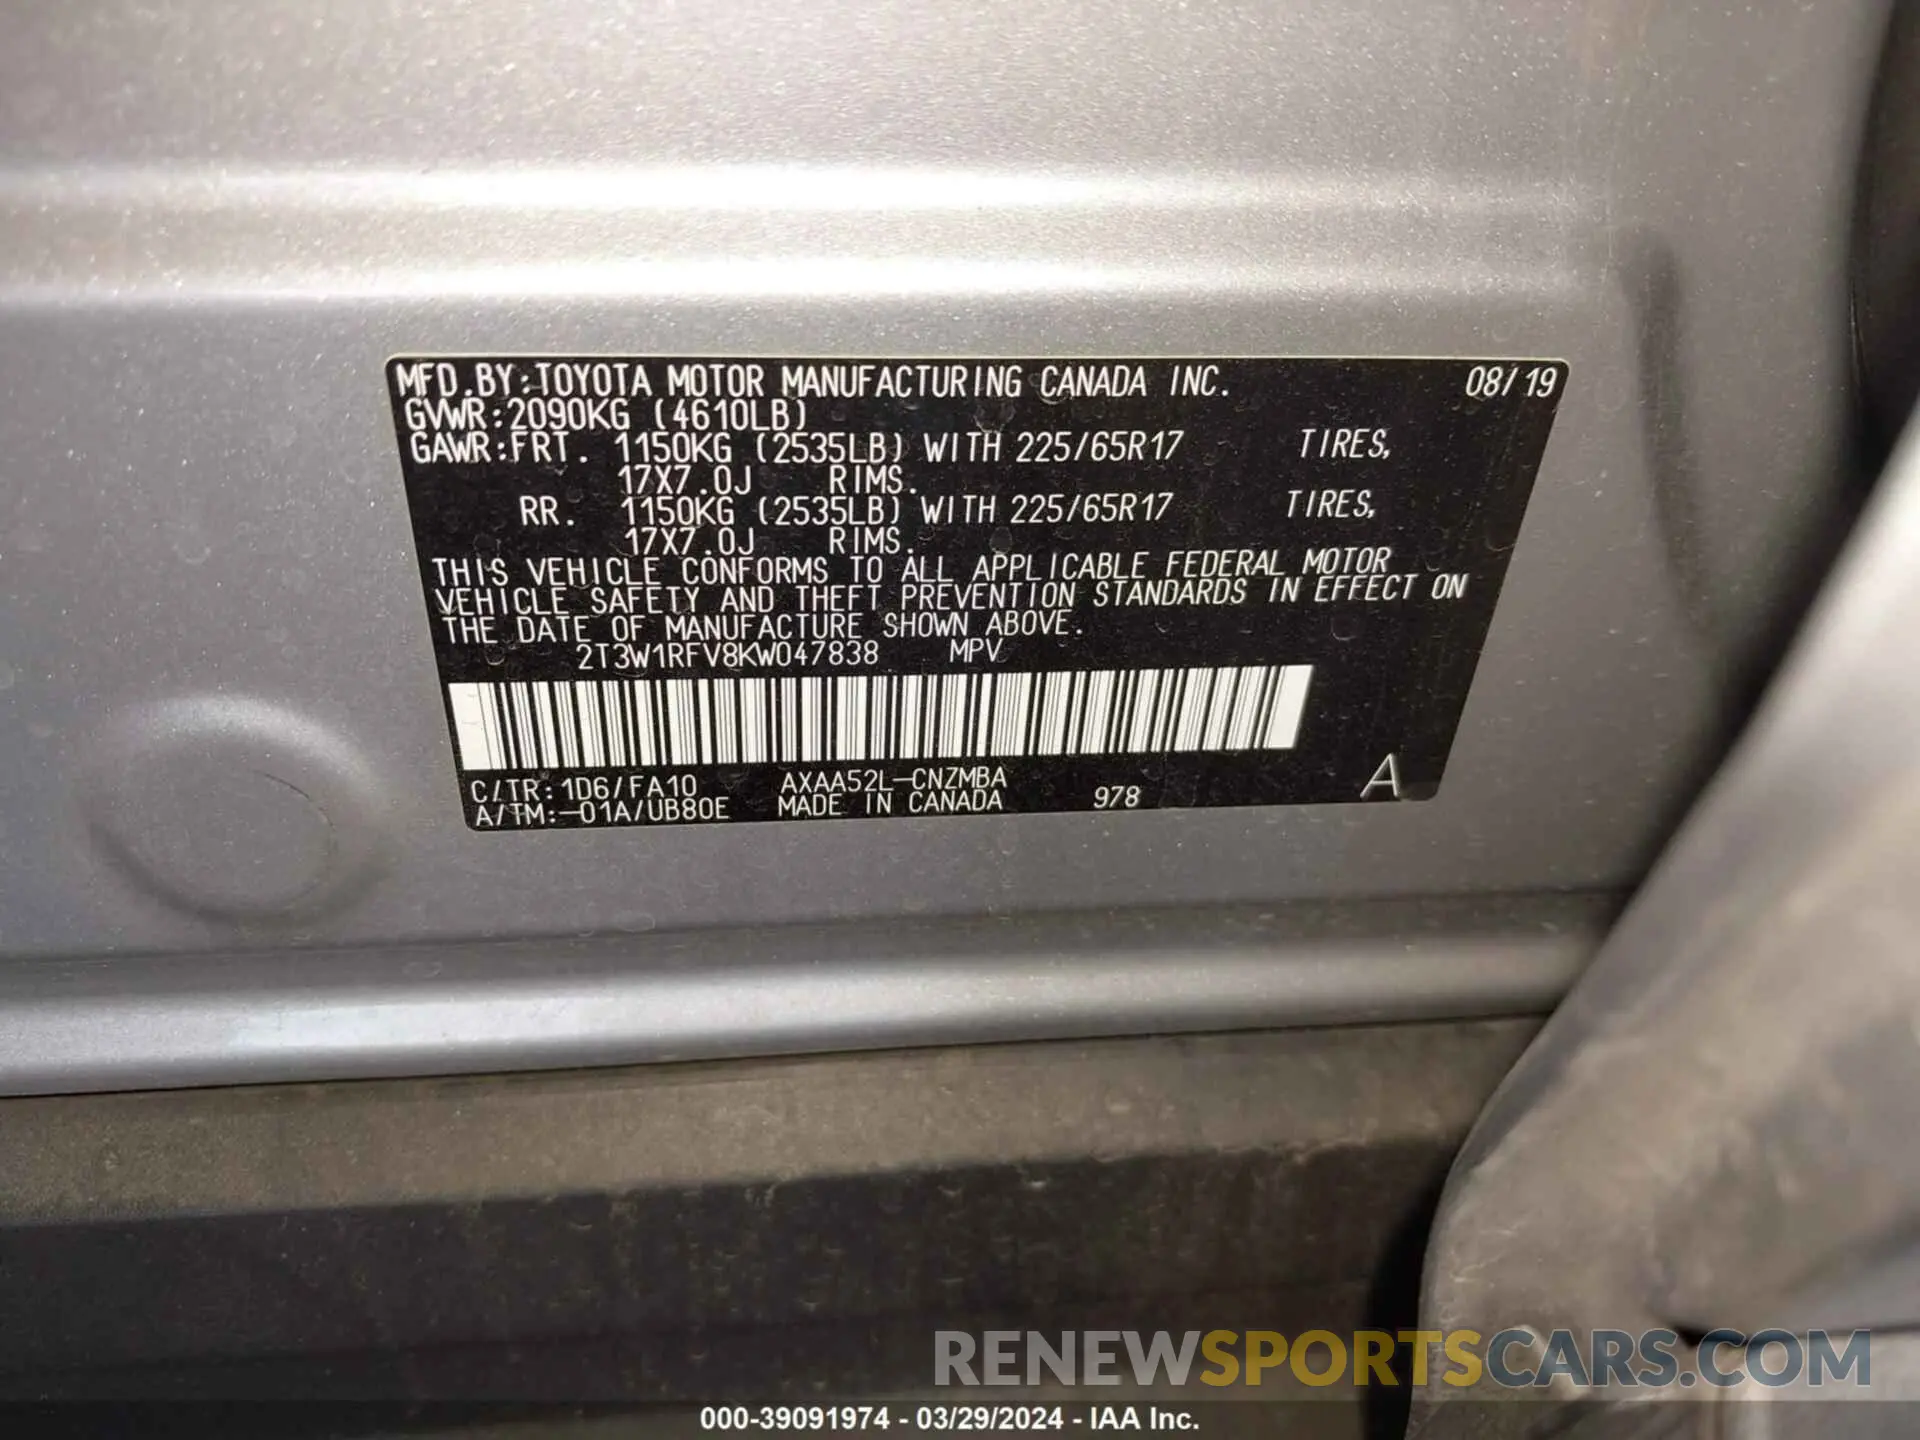 MFD.BY:TOYOTA MOTOR MANUFACTURING CANADA INC. 08/19
GVWR:2090KG (4610LB)
GAWR:FRT. 1150KG (2535LB) WITH 225/65R17 TIRES,
17X7.0J RIMS.
RR. 1150KG (2535LB) WITH 225/65R17 TIRES,
17X7.0J RIMS.
THIS VEHICLE CONFORMS TO ALL APPLICABLE FEDERAL MOTOR
VEHICLE SAFETY AND THEFT PREVENTION STANDARDS IN EFFECT ON
THE DATE OF MANUFACTURE SHOWN ABOVE.
2T3W1RFV8KW047838 MPV
C/TR:1D6/FA10 AXAA52L-CNZMBA
A/TM:-01A/UB80E MADE IN CANADA 978 A
RENEWSPORTSCARS.COM
000-39091974 - 03/29/2024 - IAA Inc.